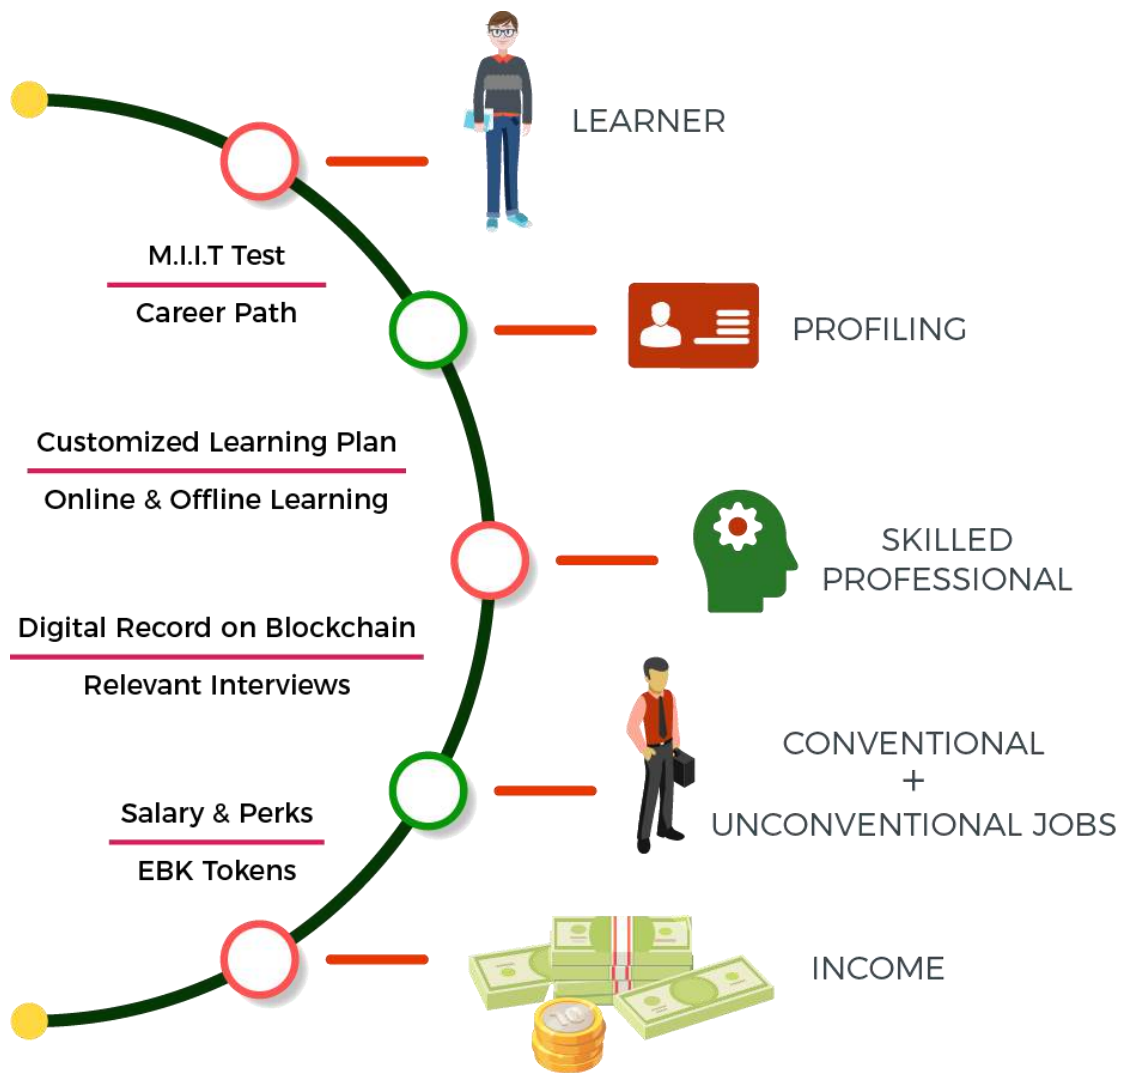 LEARNER
M.I.I.T Test
Career Path
PROFILING
Customized Learning Plan
Online & Offline Learning
SKILLED
PROFESSIONAL
Digital Record on Blockchain
Relevant Interviews
CONVENTIONAL
+
UNCONVENTIONAL JOBS
Salary & Perks
EBK Tokens
INCOME
10